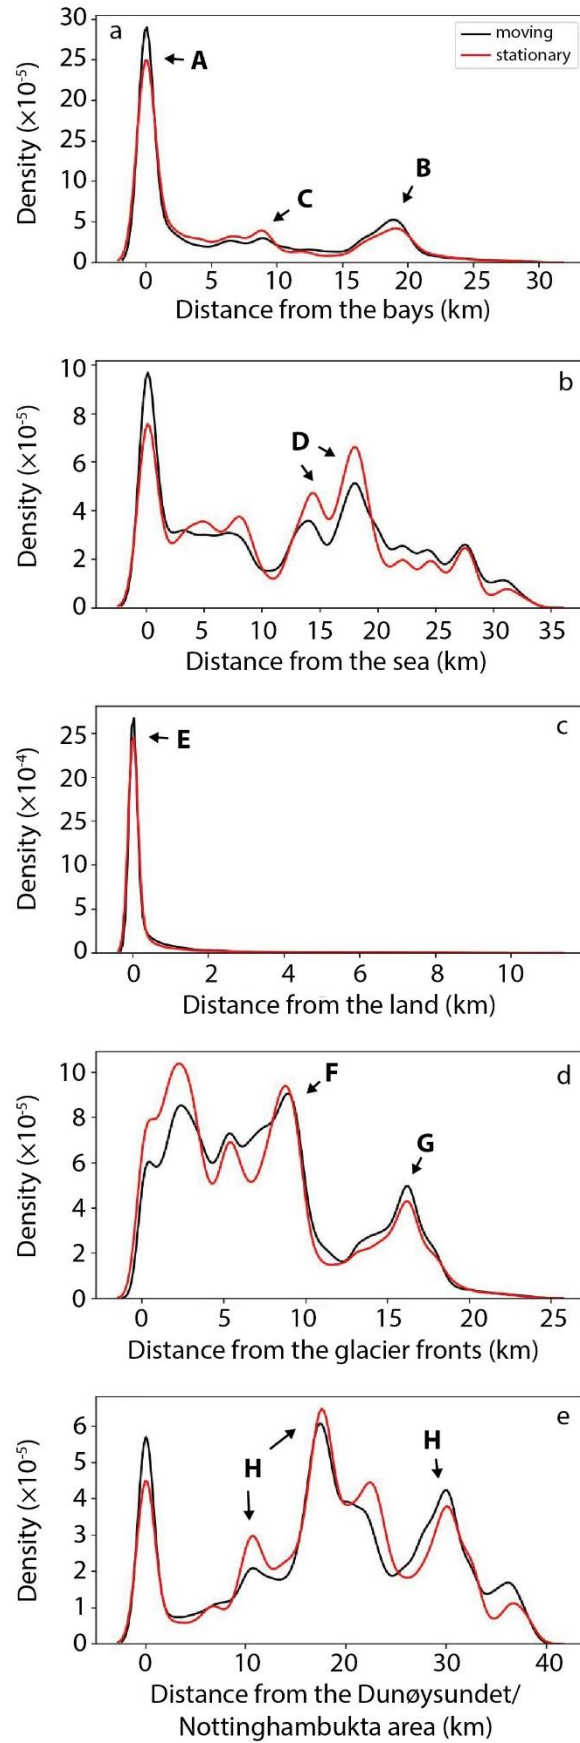 a
moving
stationary
30
25
20
25
10
5
0
Density (×10-5)
A
C
B
0 5 10 15 20 25 30
Distance from the bays (km)
b
10
8
6
4
2
0
Density (×10-5)
D
0 5 10 15 20 25 30 35
Distance from the sea (km)
c
25
20
25
10
5
0
Density (×10-4)
E
0 2 4 6 8 10
Distance from the land (km)
d
10
8
6
4
2
0
Density (×10-5)
F
G
0 5 10 15 20 25
Distance from the glacier fronts (km)
e
6
5
4
3
2
1
0
Density (×10-5)
H
H
0 10 20 30 40
Distance from the Dunøysundet/
Nottinghambukta area (km)